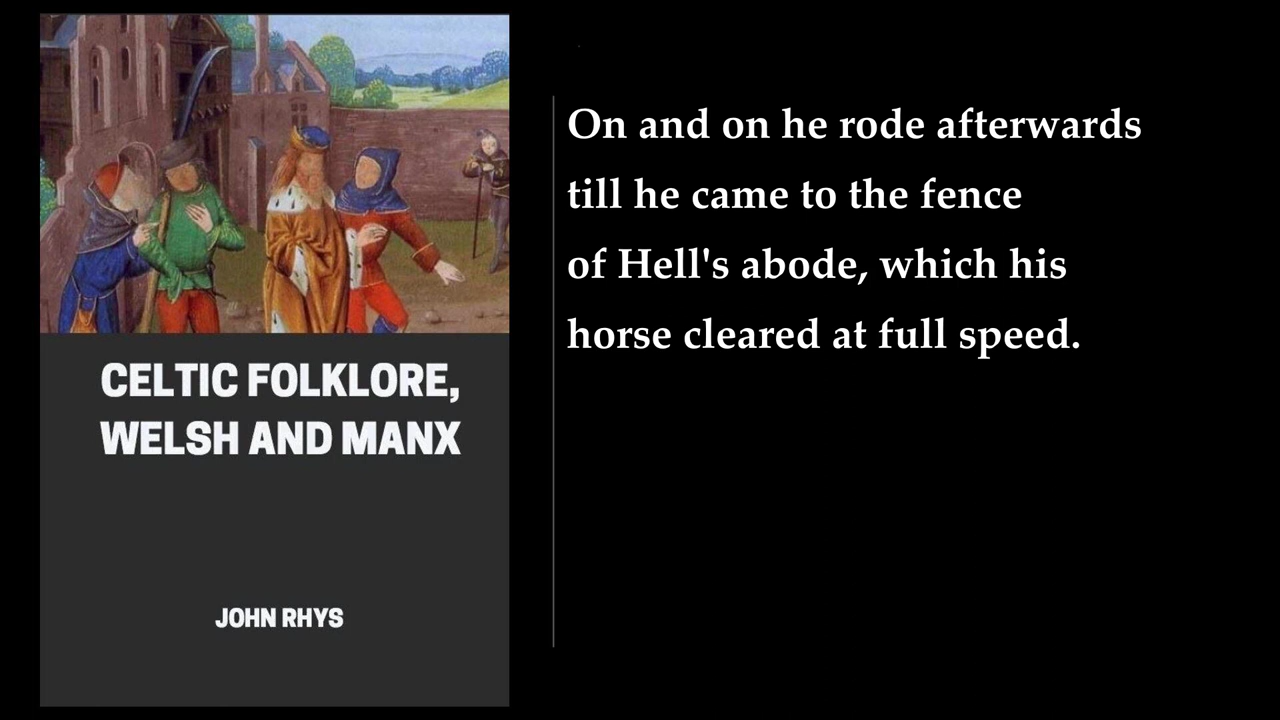 CELTIC FOLKLORE,
WELSH AND MANX
JOHN RHYS
On and on he rode afterwards
till he came to the fence
of Hell's abode, which his
horse cleared at full speed.